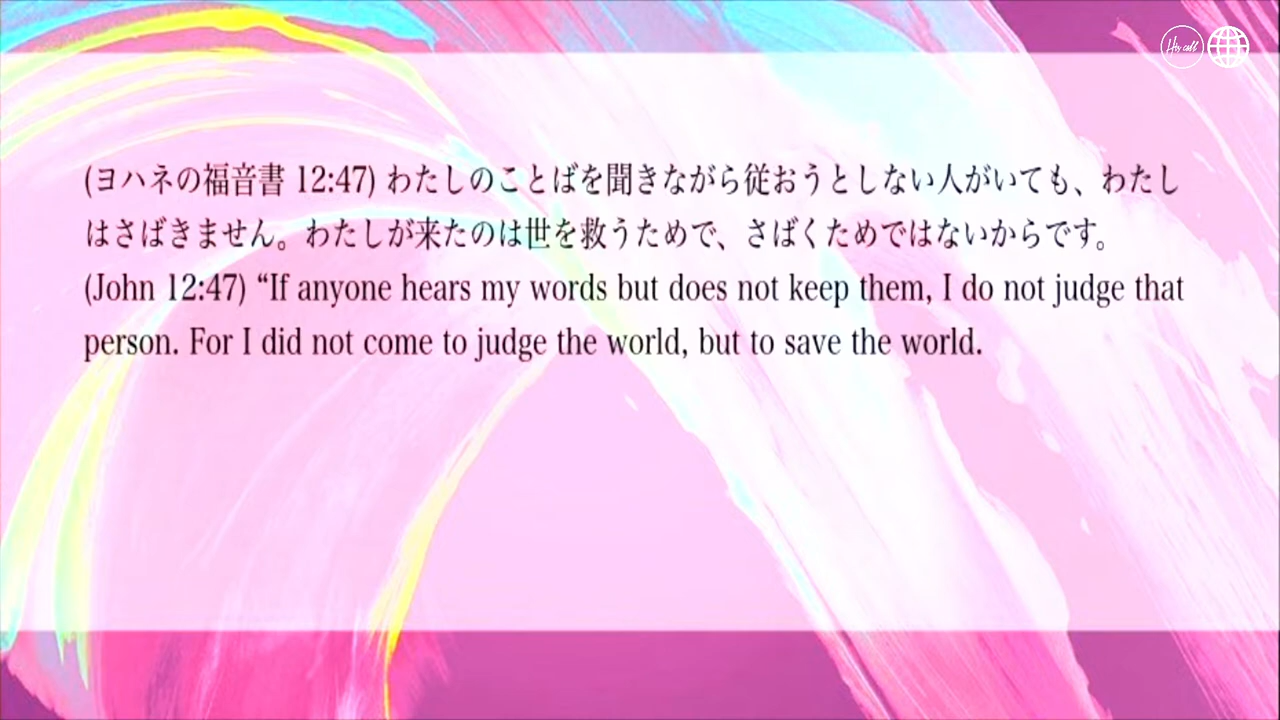 His call
(ヨハネの福音書 12:47) わたしのことばを聞きながら従おうとしない人がいても、わたし
はさばきません。わたしが来たのは世を救うためで、さばくためではないからです。
(John 12:47) “If anyone hears my words but does not keep them, I do not judge that
person. For I did not come to judge the world, but to save the world.